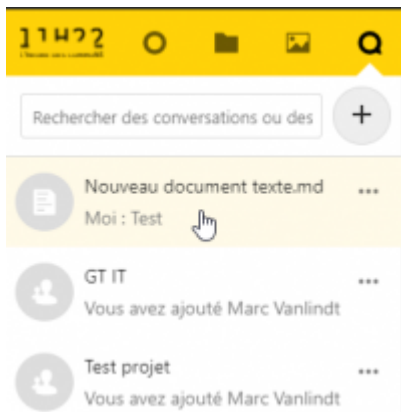 11H22
Rechercher des conversations ou des
Nouveau document texte.md
Moi : Test
GT IT
Vous avez ajouté Marc Vanlindt
Test projet
Vous avez ajouté Marc Vanlindt